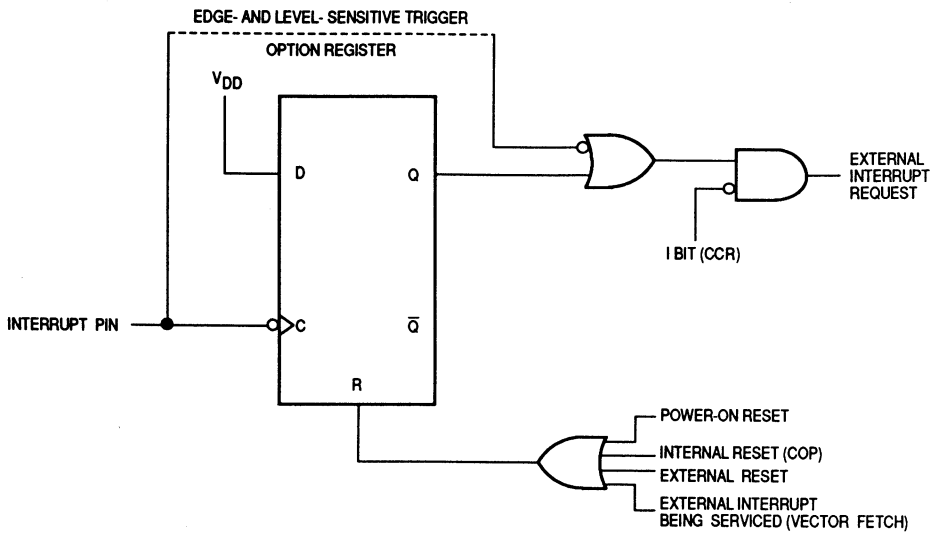 EDGE- AND LEVEL- SENSITIVE TRIGGER
OPTION REGISTER
VDD
D
Q
EXTERNAL
INTERRUPT
REQUEST
I BIT (CCR)
INTERRUPT PIN
C
Q̅
R
POWER-ON RESET
INTERNAL RESET (COP)
EXTERNAL RESET
EXTERNAL INTERRUPT
BEING SERVICED (VECTOR FETCH)